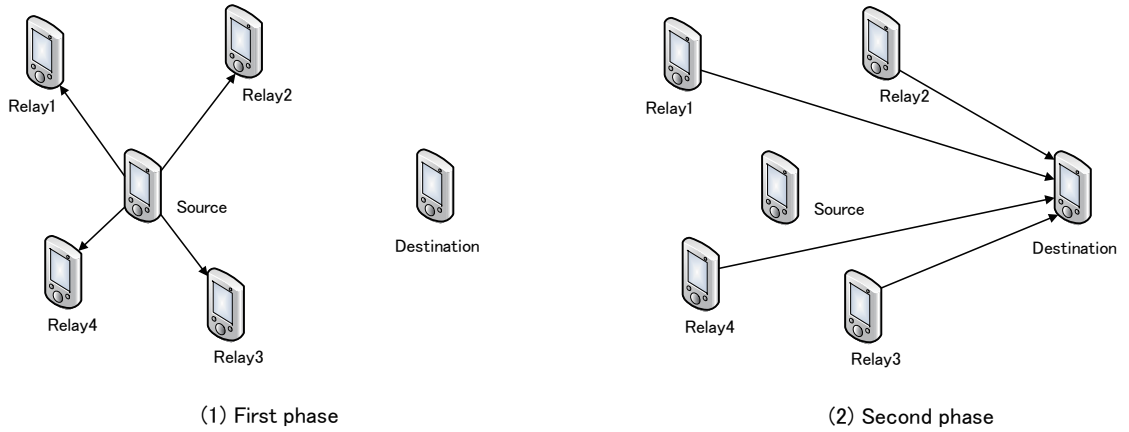 Relay1
Relay2
Source
Destination
Relay4
Relay3
(1) First phase
Relay1
Relay2
Source
Destination
Relay4
Relay3
(2) Second phase